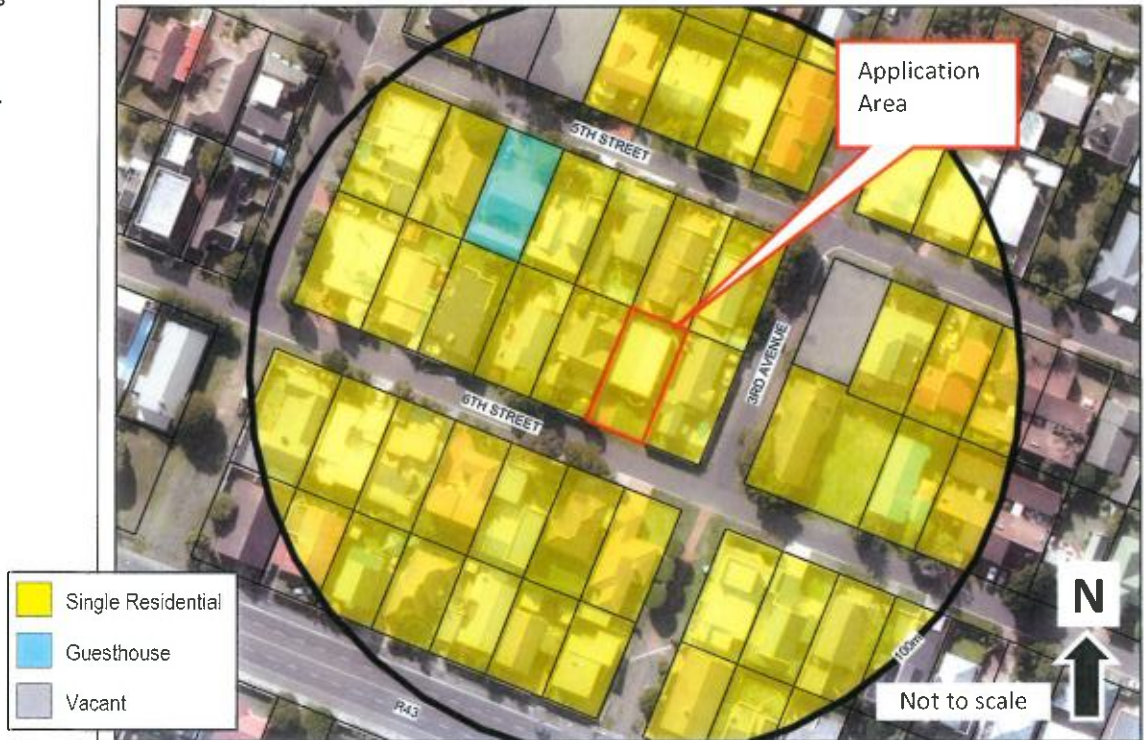 Application
Area
5TH STREET
3RD AVENUE
6TH STREET
100m
R43
Single Residential
Guesthouse
Vacant
N
Not to scale